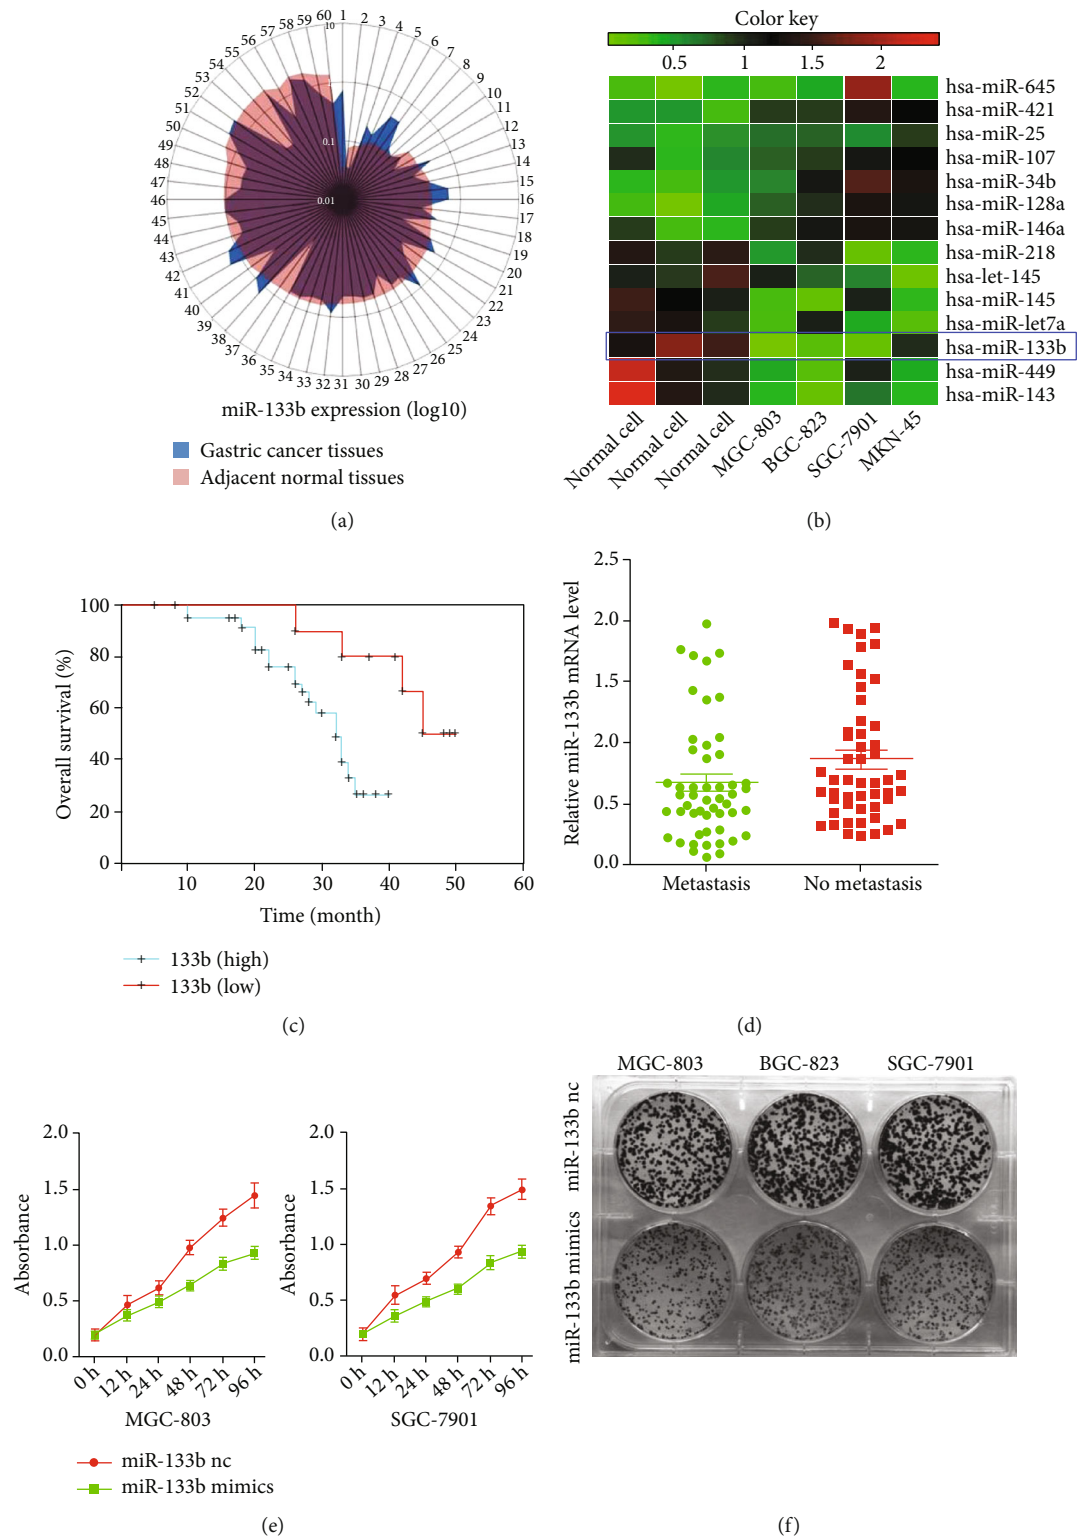 60 1 2 3 4 5 6 7 8 9 10 11 12 13 14 15 16 17 18 19 20 21 22 23 24 25 26 27 28 29 30 31 32 33 34 35 36 37 38 39 40 41 42 43 44 45 46 47 48 49 50 51 52 53 54 55 56 57 58 59
10
0.1
0.01
miR-133b expression (log10)
Gastric cancer tissues
Adjacent normal tissues
(a)
Color key
0.5 1 1.5 2
hsa-miR-645
hsa-miR-421
hsa-miR-25
hsa-miR-107
hsa-miR-34b
hsa-miR-128a
hsa-miR-146a
hsa-miR-218
hsa-let-145
hsa-miR-145
hsa-miR-let7a
hsa-miR-133b
hsa-miR-449
hsa-miR-143
Normal cell
Normal cell
Normal cell
MGC-803
BGC-823
SGC-7901
MKN-45
(b)
Overall survival (%)
100
80
60
40
20
0
10 20 30 40 50 60
Time (month)
133b (high)
133b (low)
(c)
Relative miR-133b mRNA level
2.5
2.0
1.5
2.0
0.5
0.0
Metastasis No metastasis
(d)
Absorbance
2.0
1.5
1.0
0.5
0.0
0 h 12 h 24 h 48 h 72 h 96 h
MGC-803
Absorbance
2.0
1.5
1.0
0.5
0.0
0 h 12 h 24 h 48 h 72 h 96 h
SGC-7901
miR-133b nc
miR-133b mimics
(e)
MGC-803 BGC-823 SGC-7901
miR-133b nc
miR-133b mimics
(f)